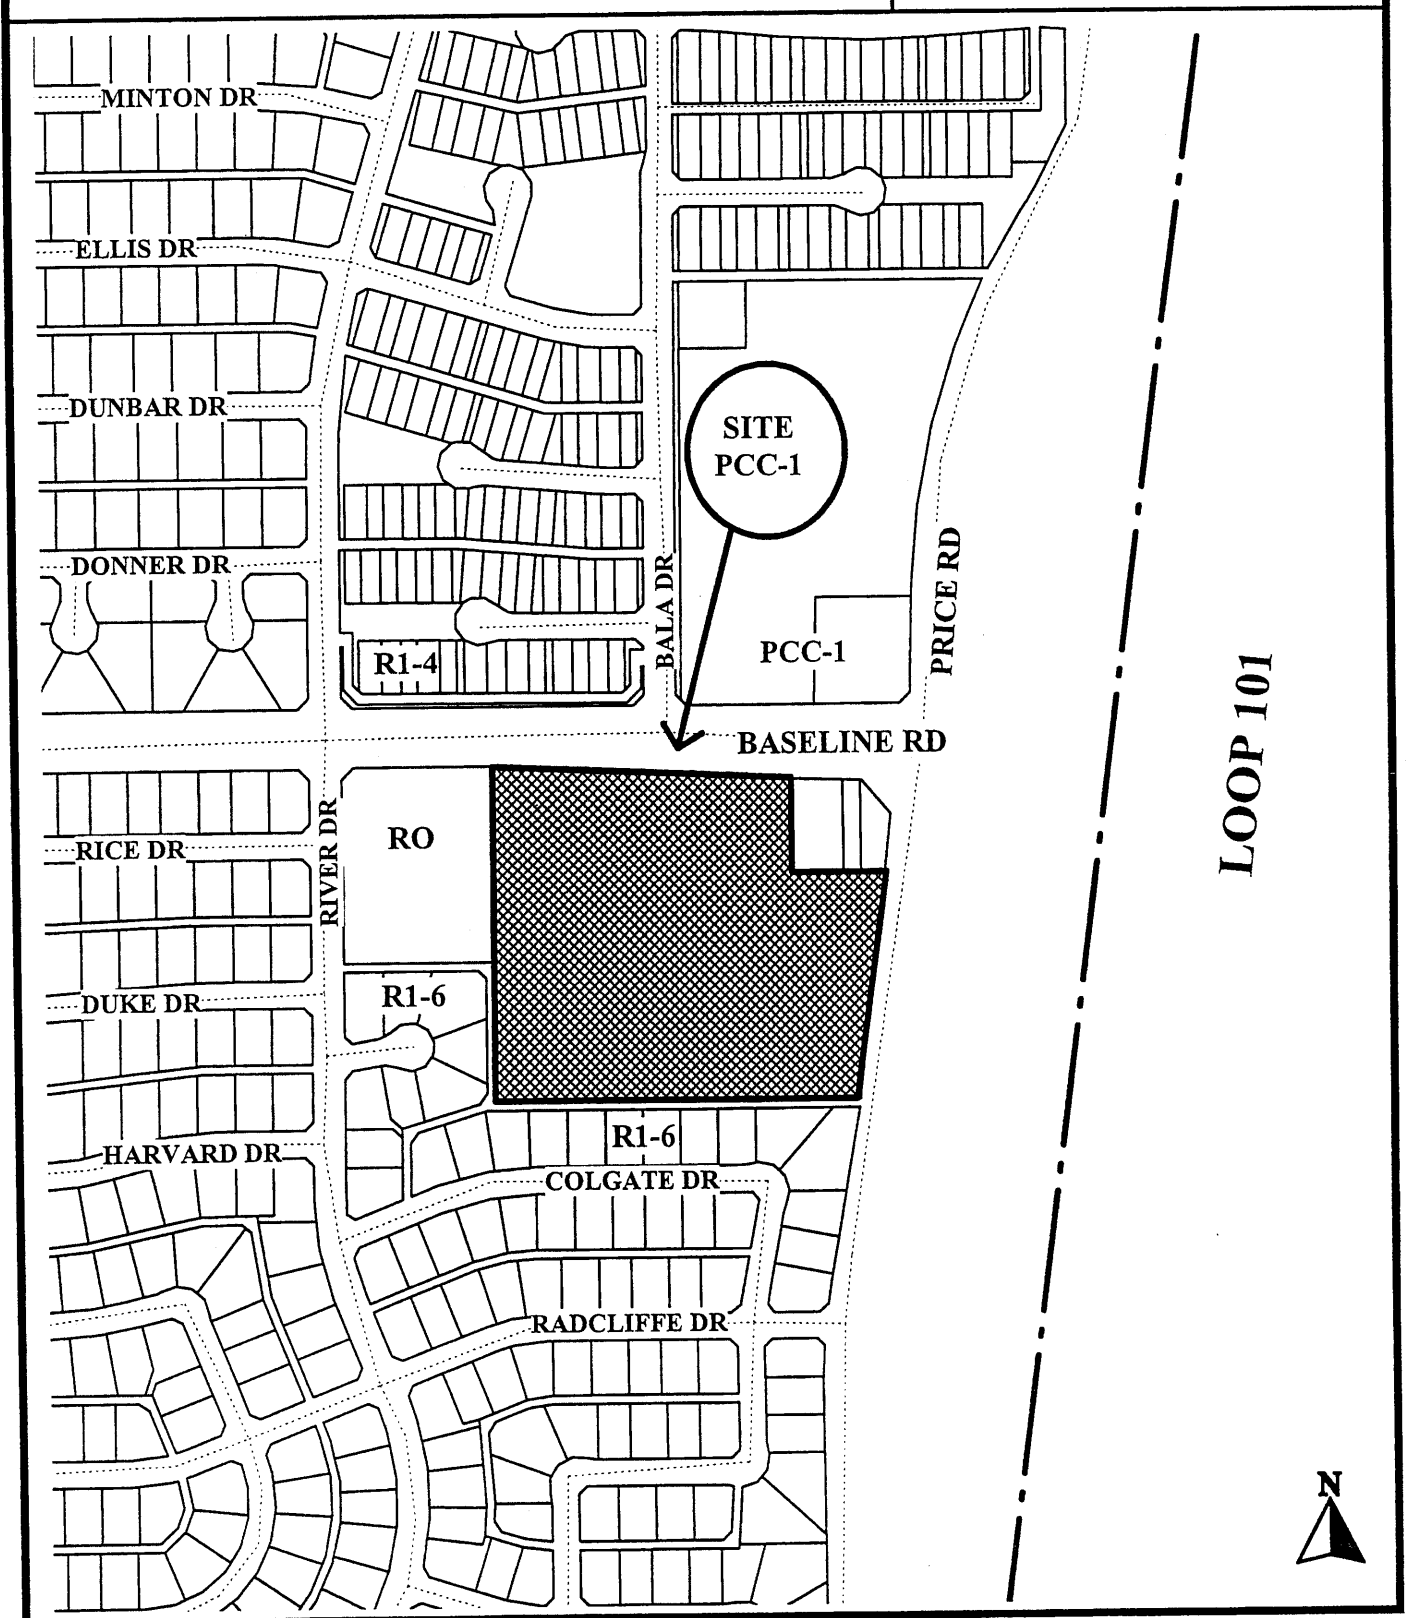 MINTON DR
ELLIS DR
DUNBAR DR
SITE
PCC-1
DONNER DR
BALA DR
PRICE RD
R1-4
PCC-1
LOOP 101
BASELINE RD
RIVER DR
RO
RICE DR
R1-6
DUKE DR
R1-6
HARVARD DR
COLGATE DR
RADCLIFFE DR
N